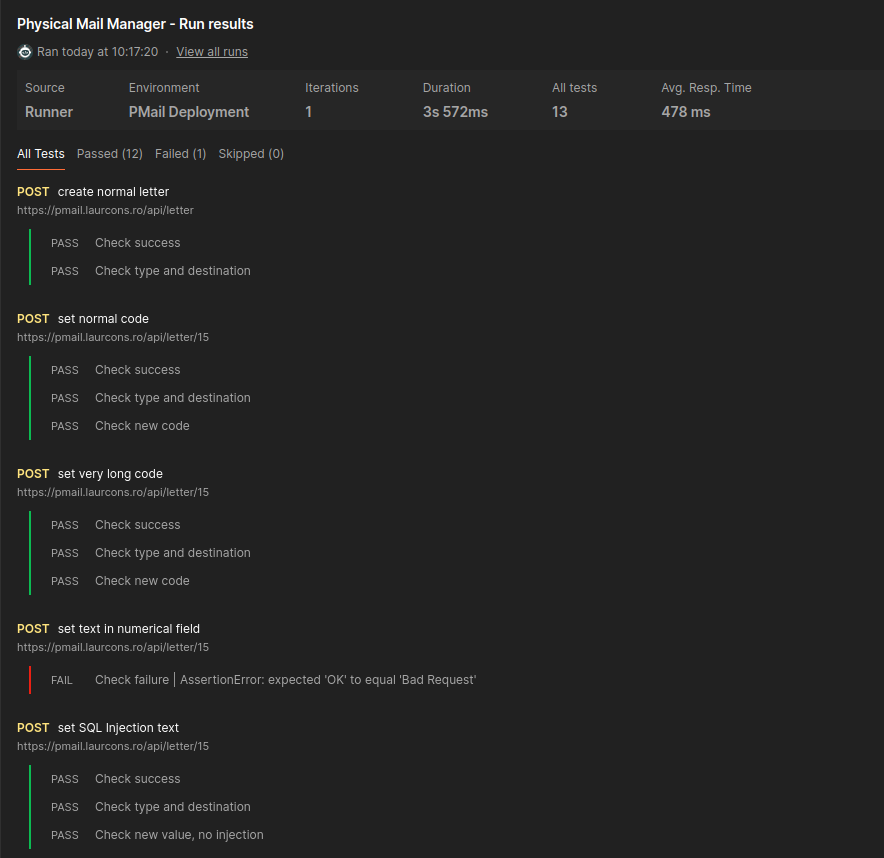 Physical Mail Manager - Run results
Ran today at 10:17:20 · View all runs
Source Environment Iterations Duration All tests Avg. Resp. Time
Runner PMail Deployment 1 3s 572ms 13 478 ms
All Tests Passed (12) Failed (1) Skipped (0)
POST create normal letter
https://pmail.laurcons.ro/api/letter
PASS Check success
PASS Check type and destination
POST set normal code
https://pmail.laurcons.ro/api/letter/15
PASS Check success
PASS Check type and destination
PASS Check new code
POST set very long code
https://pmail.laurcons.ro/api/letter/15
PASS Check success
PASS Check type and destination
PASS Check new code
POST set text in numerical field
https://pmail.laurcons.ro/api/letter/15
FAIL Check failure | AssertionError: expected 'OK' to equal 'Bad Request'
POST set SQL Injection text
https://pmail.laurcons.ro/api/letter/15
PASS Check success
PASS Check type and destination
PASS Check new value, no injection